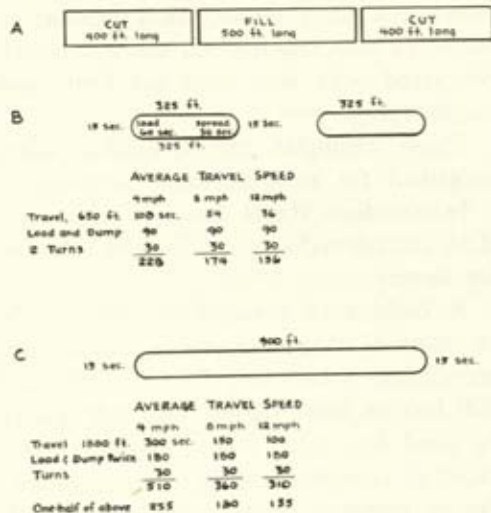 A
CUT FILL CUT
400 ft. long 500 ft. long 400 ft. long
325 ft. 325 ft.
B
15 sec. load spread 15 sec.
60 sec. 30 sec.
325 ft.
AVERAGE TRAVEL SPEED
4 mph 8 mph 12 mph
Travel, 650 ft. 108 sec. 54 36
Load and Dump 90 90 90
2 Turns 30 30 30
228 174 156
900 ft.
C
15 sec. 15 sec.
AVERAGE TRAVEL SPEED
4 mph 8 mph 12 mph
Travel 1800 ft. 300 sec. 150 100
Load & Dump twice 180 180 180
Turns 30 30 30
510 360 310
One-half of above 255 180 155